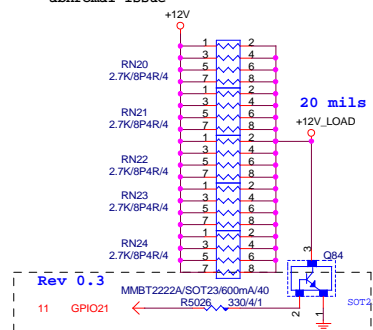 abnromal issue
+12V
1 2
RN20 3 4
2.7K/8P4R/4 5 6
7 8
1 2
RN21 3 4
2.7K/8P4R/4 5 6
7 8
20 mils
+12V_LOAD
1 2
RN22 3 4
2.7K/8P4R/4 5 6
7 8
1 2
RN23 3 4
2.7K/8P4R/4 5 6
7 8
1 2
RN24 3 4
2.7K/8P4R/4 5 6
7 8
3
Q84
Rev 0.3
MMBT2222A/SOT23/600mA/40
11 GPIO21 R5026 330/4/1
2 1